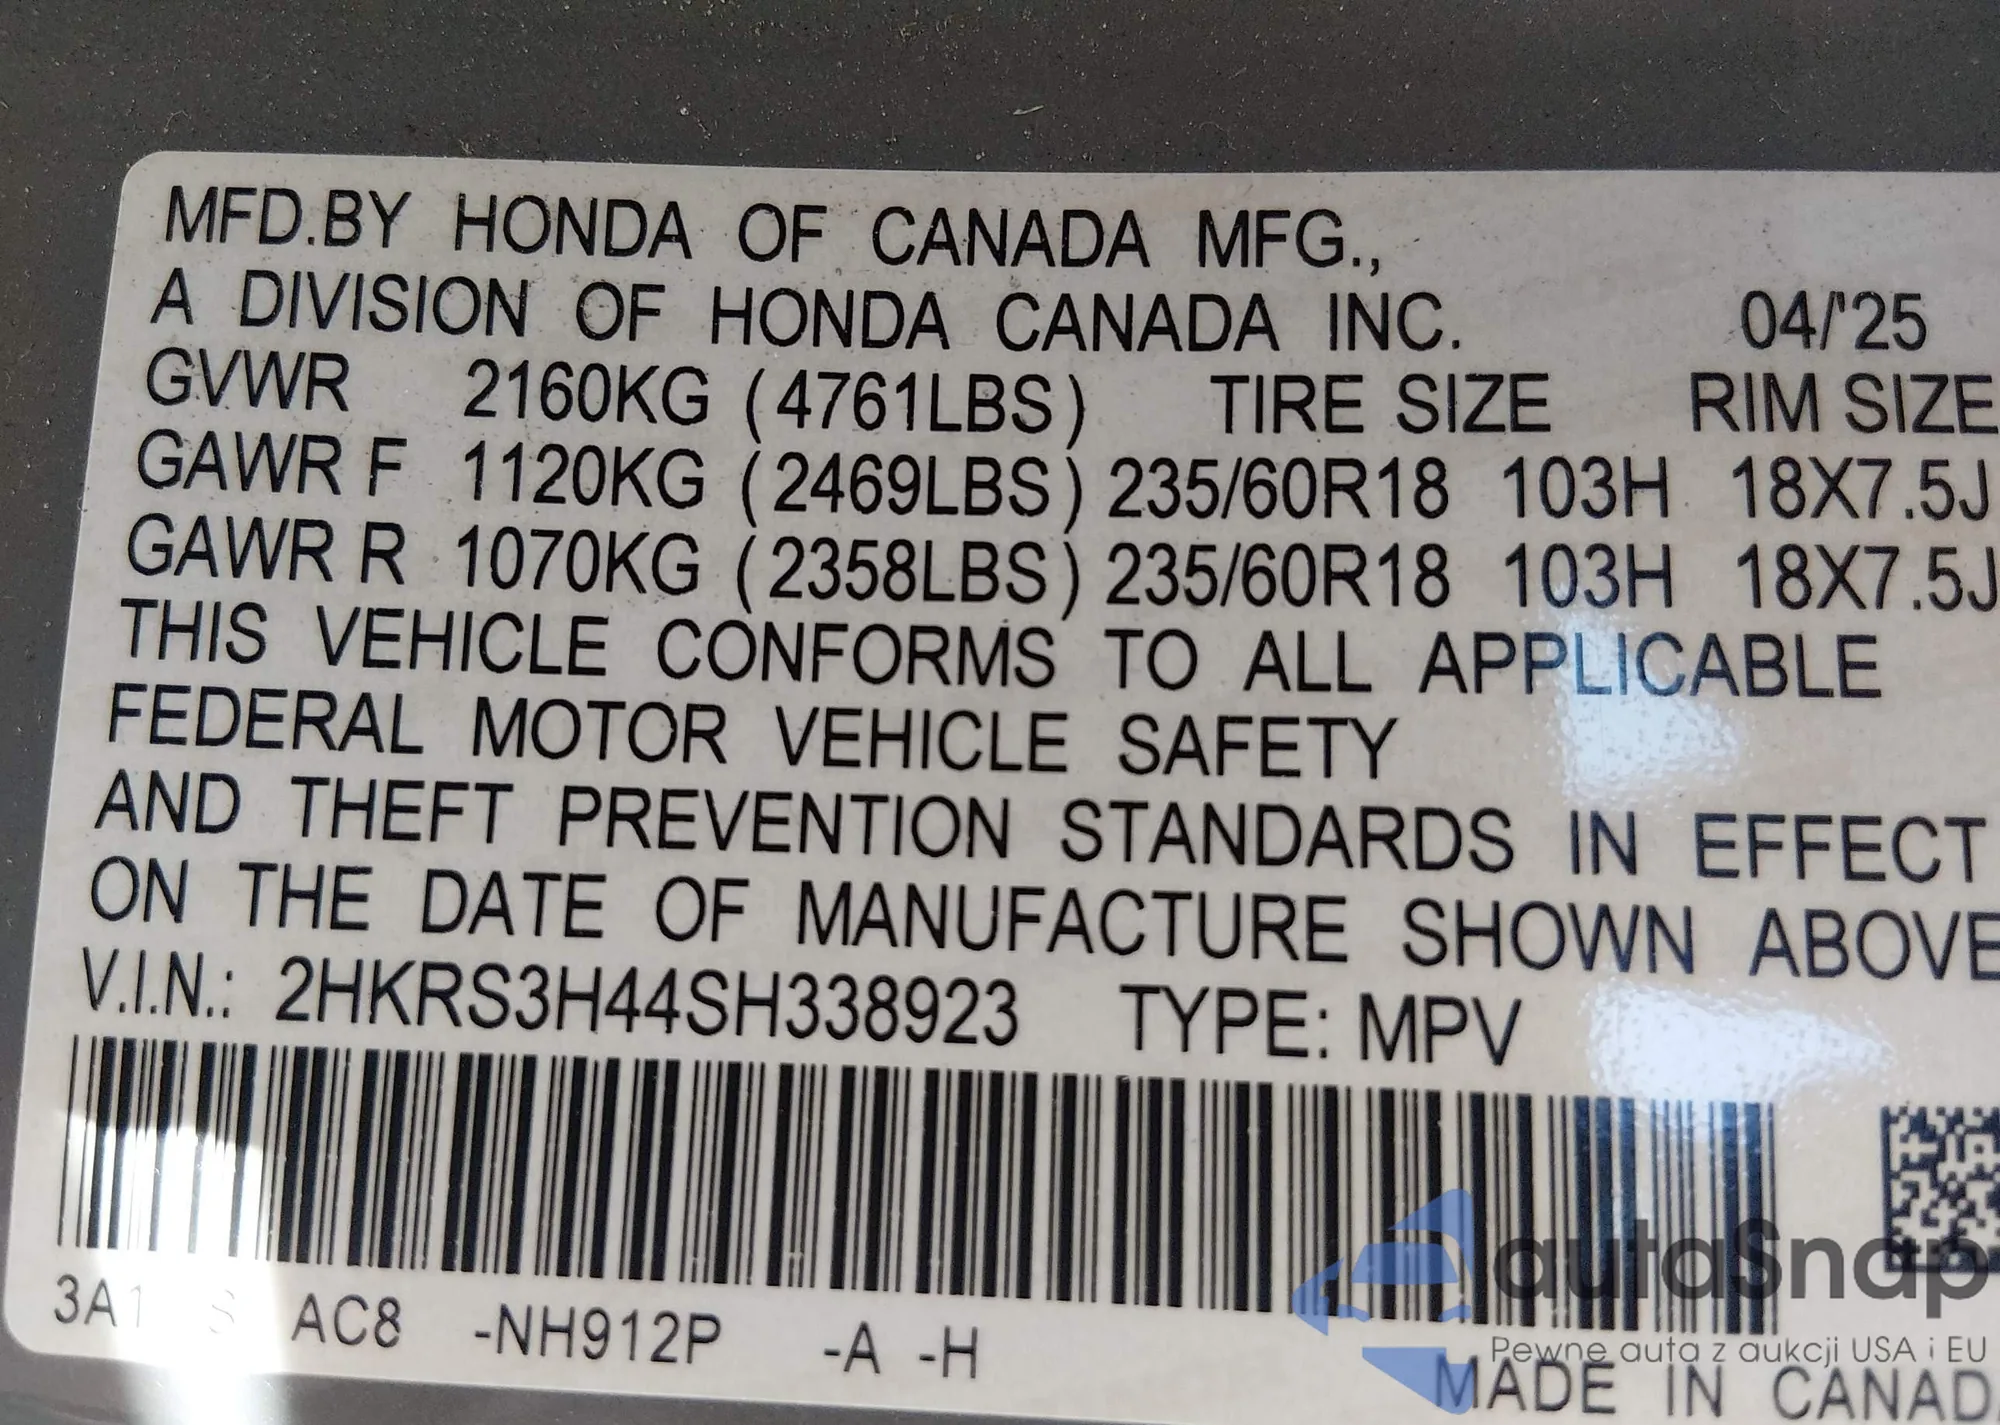 MFD.BY HONDA OF CANADA MFG.,
A DIVISION OF HONDA CANADA INC. 04/'25
GVWR 2160KG (4761LBS) TIRE SIZE RIM SIZE
GAWR F 1120KG (2469LBS) 235/60R18 103H 18X7.5J
GAWR R 1070KG (2358LBS) 235/60R18 103H 18X7.5J
THIS VEHICLE CONFORMS TO ALL APPLICABLE
FEDERAL MOTOR VEHICLE SAFETY
AND THEFT PREVENTION STANDARDS IN EFFECT
ON THE DATE OF MANUFACTURE SHOWN ABOVE
V.I.N.: 2HKRS3H44SH338923 TYPE: MPV
AC8 -NH912P -A -H
autaSnap
Pewne auta z aukcji USA i EU
MADE IN CANAD